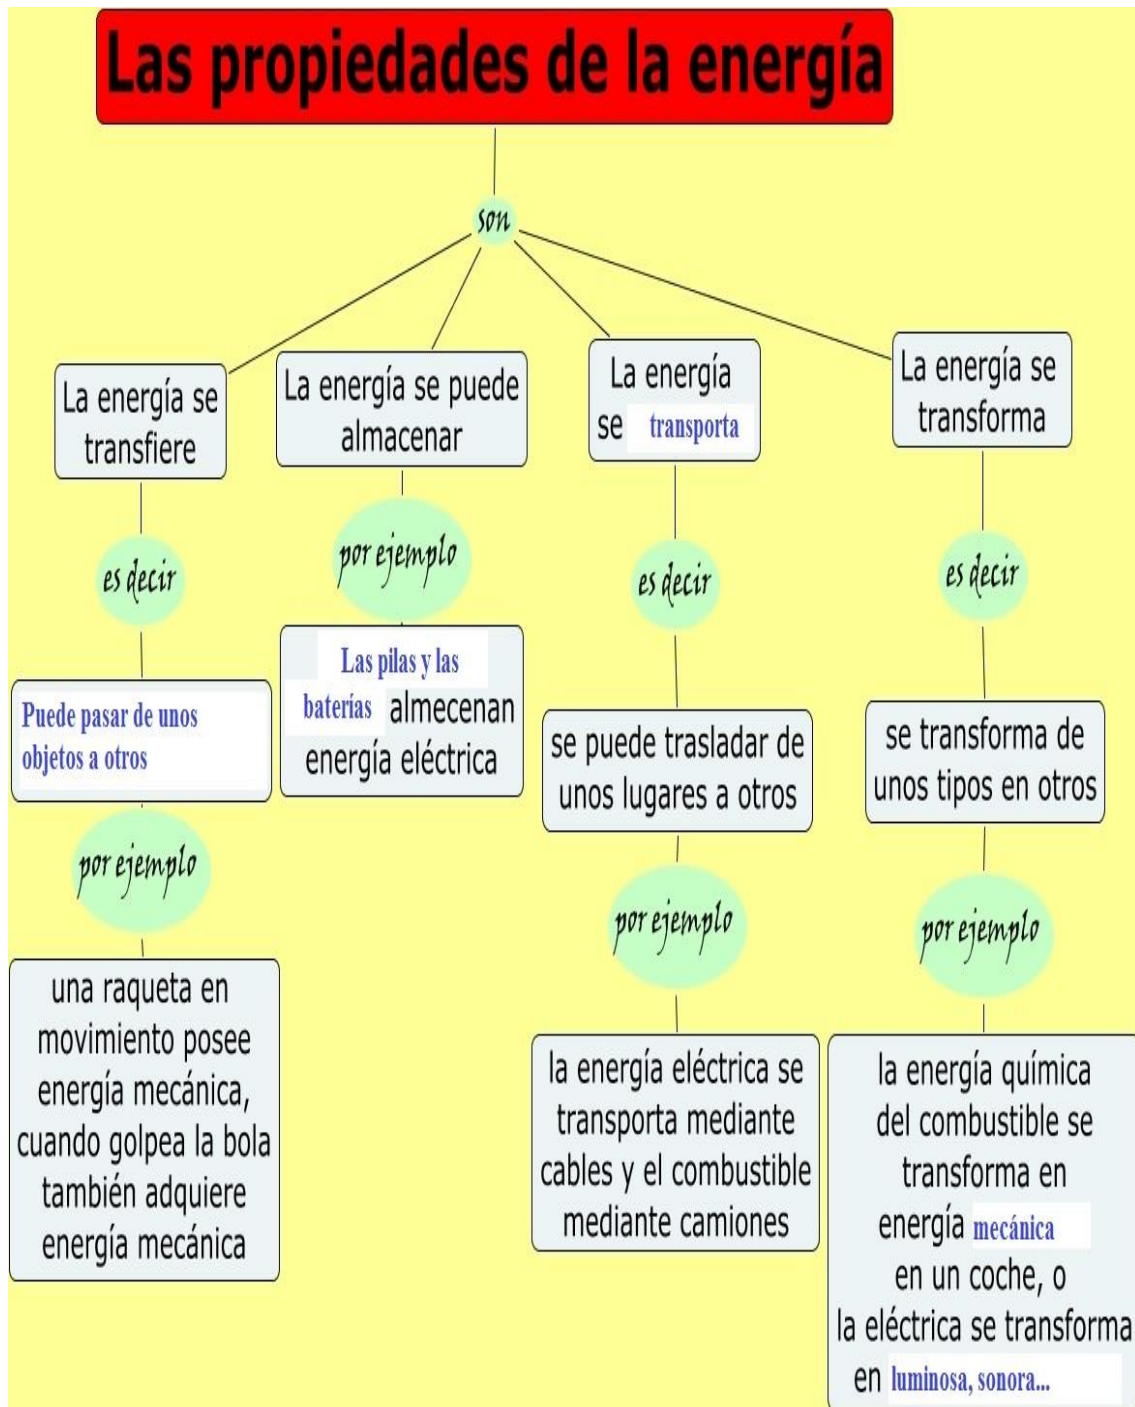 Las propiedades de la energía
son
La energía se
transfiere
es decir
Puede pasar de unos
objetos a otros
por ejemplo
una raqueta en
movimiento posee
energía mecánica,
cuando golpea la bola
también adquiere
energía mecánica
La energía se puede
almacenar
por ejemplo
Las pilas y las
baterías almecenan
energía eléctrica
La energía
se transporta
es decir
se puede trasladar de
unos lugares a otros
por ejemplo
la energía eléctrica se
transporta mediante
cables y el combustible
mediante camiones
La energía se
transforma
es decir
se transforma de
unos tipos en otros
por ejemplo
la energía química
del combustible se
transforma en
energía mecánica
en un coche, o
la eléctrica se transforma
en luminosa, sonora...